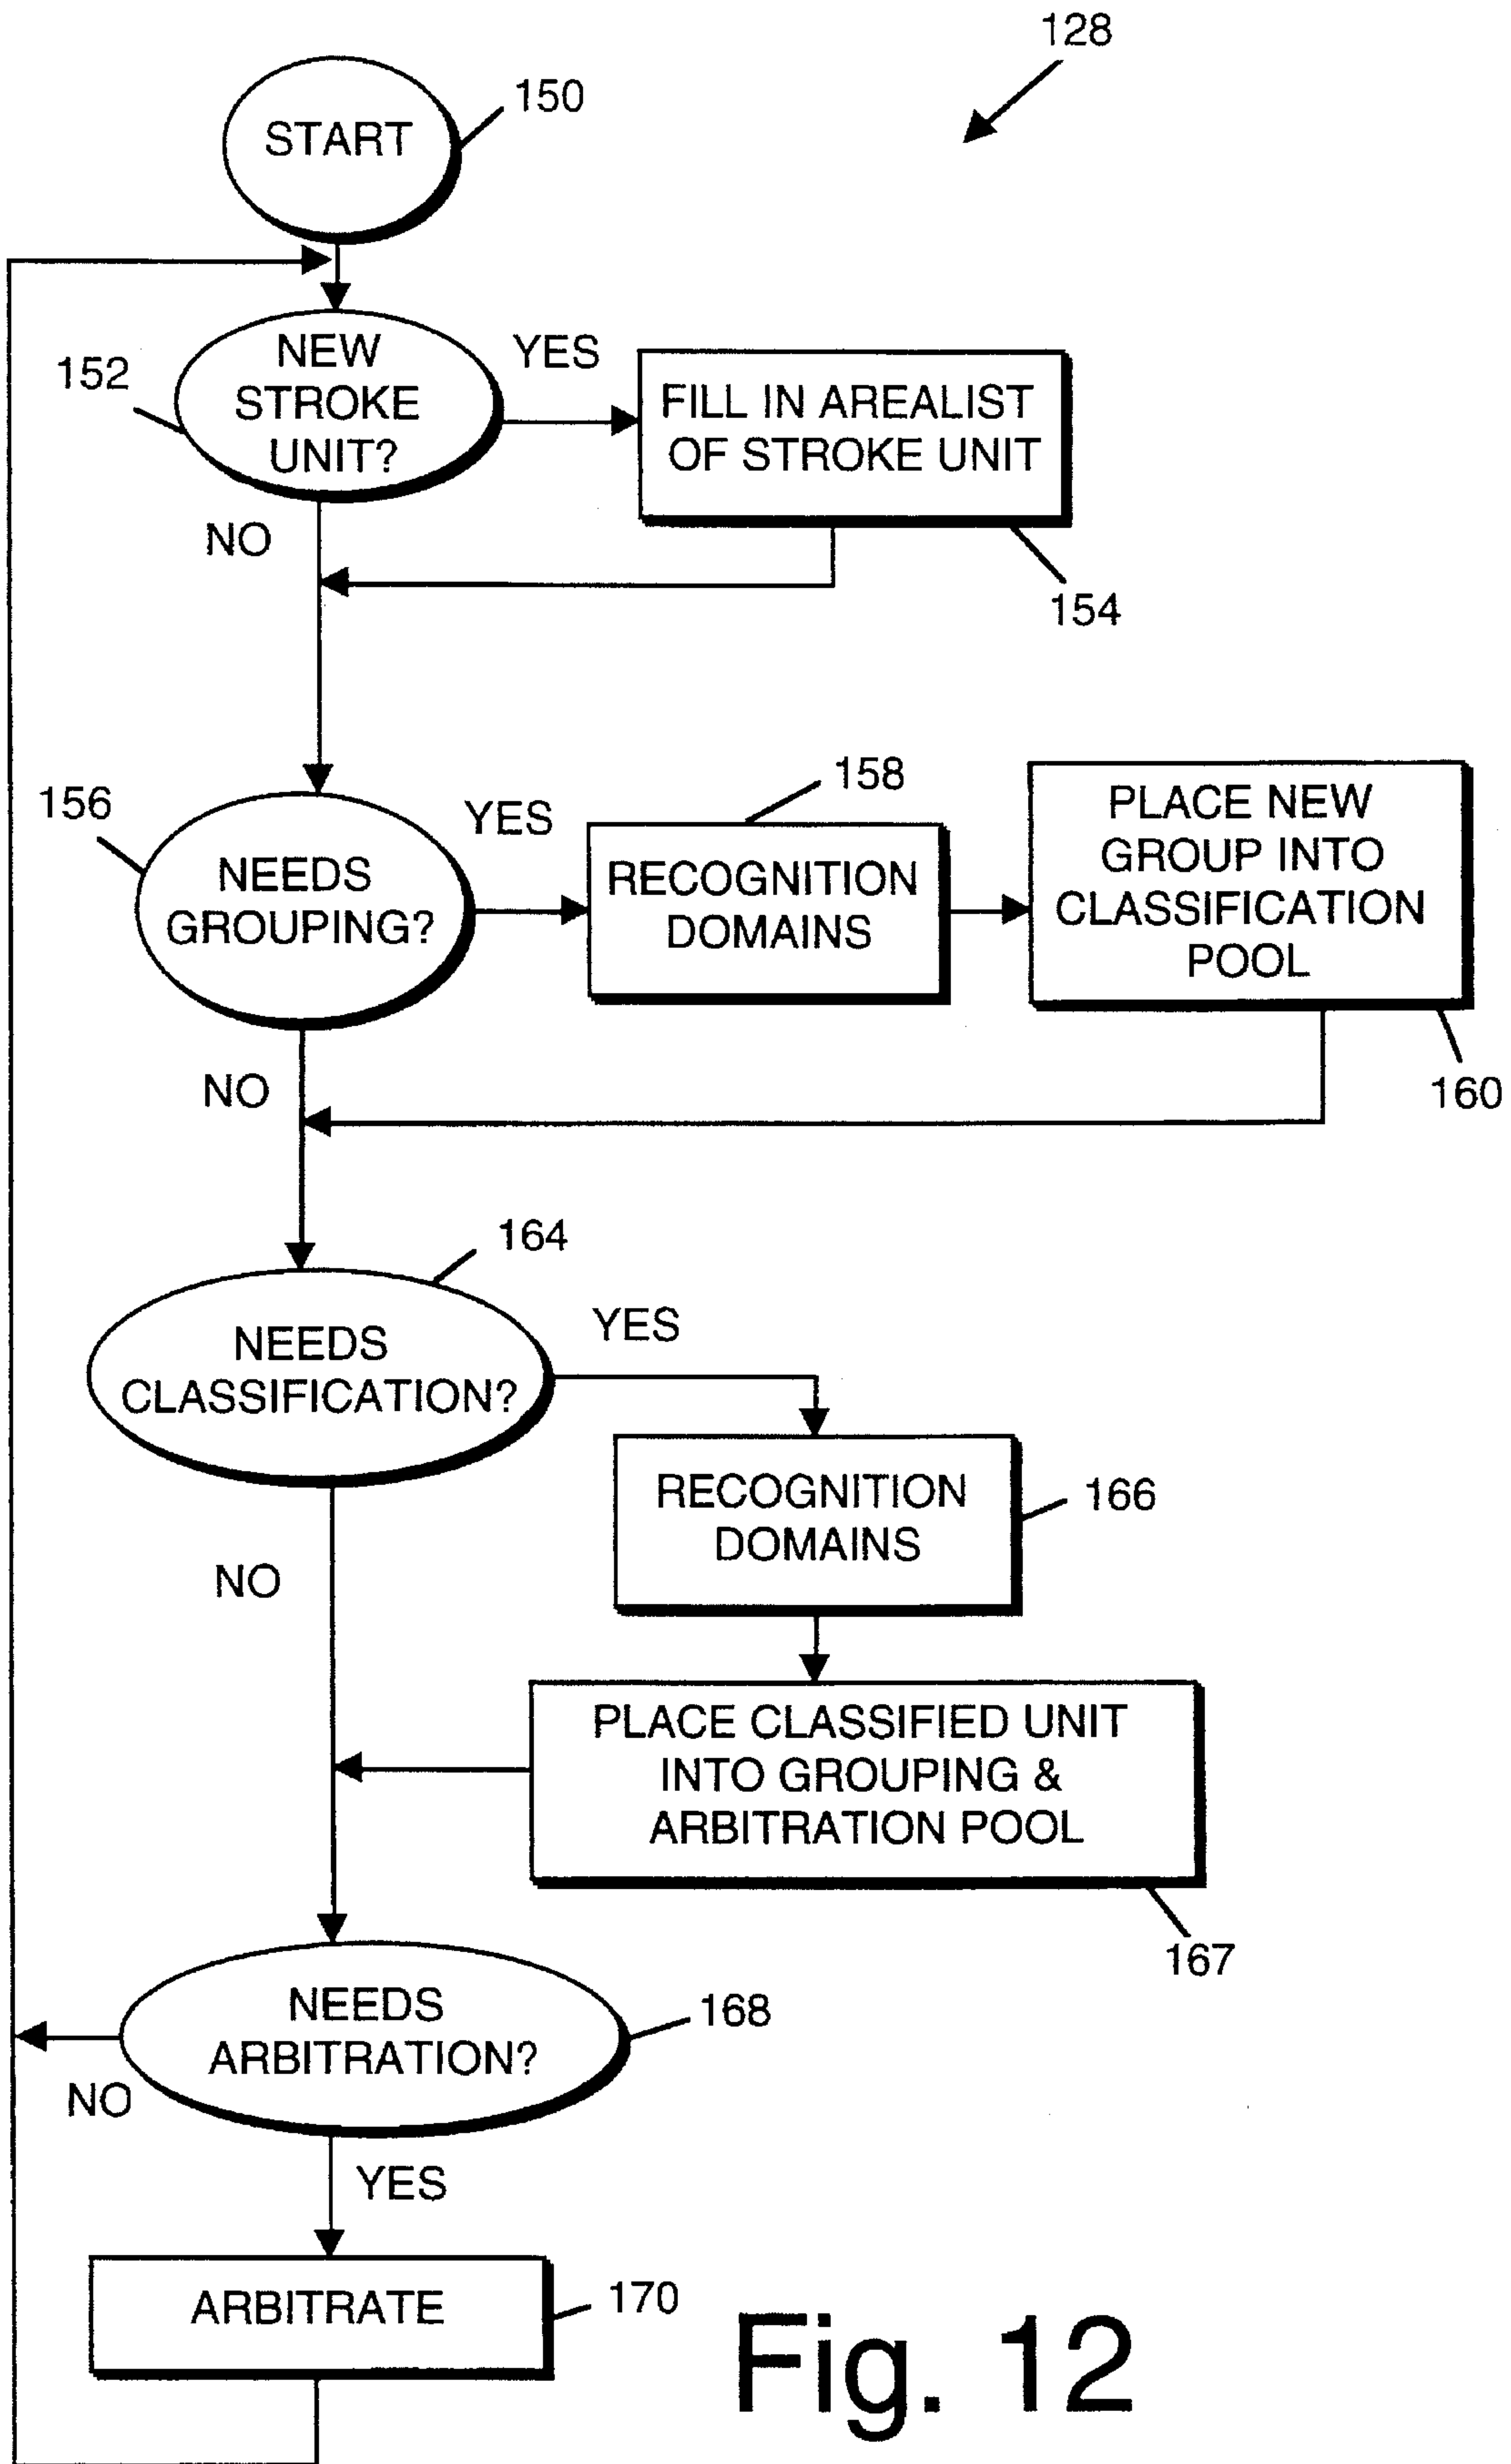 128
150
START
NEW
STROKE
UNIT?
152
YES
FILL IN AREALIST
OF STROKE UNIT
NO
154
156
NEEDS
GROUPING?
YES
158
RECOGNITION
DOMAINS
PLACE NEW
GROUP INTO
CLASSIFICATION
POOL
160
NO
164
NEEDS
CLASSIFICATION?
YES
RECOGNITION
DOMAINS
166
NO
PLACE CLASSIFIED UNIT
INTO GROUPING &
ARBITRATION POOL
167
NEEDS
ARBITRATION?
168
NO
YES
ARBITRATE
170
Fig. 12